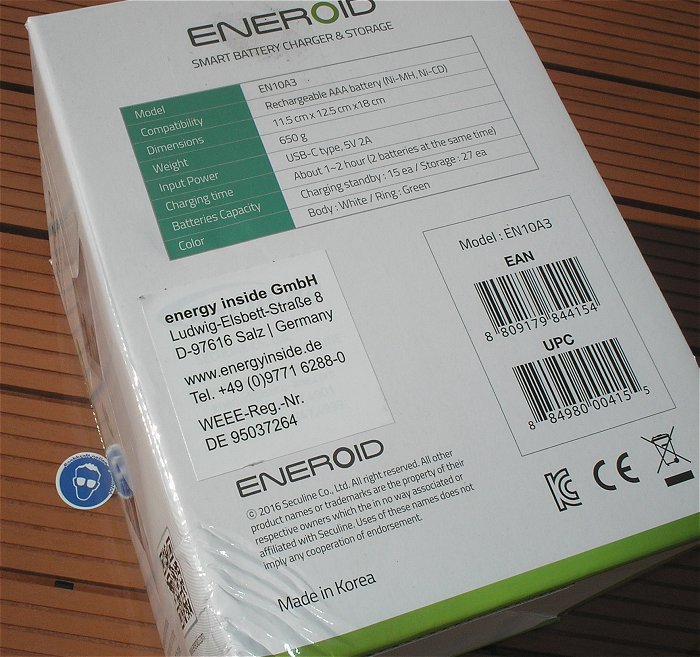 ENEROID
SMART BATTERY CHARGER & STORAGE
Model EN10A3
Compatibility Rechargeable AAA battery (Ni-MH, Ni-CD)
Dimensions 11.5 cm x 12.5 cm x18 cm
Weight 650 g
Input Power USB-C type, 5V 2A
Charging time About 1~2 hour (2 batteries at the same time)
Batteries Capacity Charging standby : 15 ea / Storage : 27 ea
Color Body : White / Ring : Green
energy inside GmbH
Ludwig-Elsbett-Straße 8
D-97616 Salz | Germany
www.energyinside.de
Tel. +49 (0)9771 6288-0
WEEE-Reg.-Nr.
DE 95037264
Model : EN10A3
EAN
8 809179 844154
UPC
8 84980 00415 5
ENEROID
© 2016 Seculine Co., Ltd. All right reserved. All other
product names or trademarks are the property of their
respective owners which the in no way associated or
affiliated with Seculine. Uses of these names does not
imply any cooperation of endorsement.
Made in Korea
CE